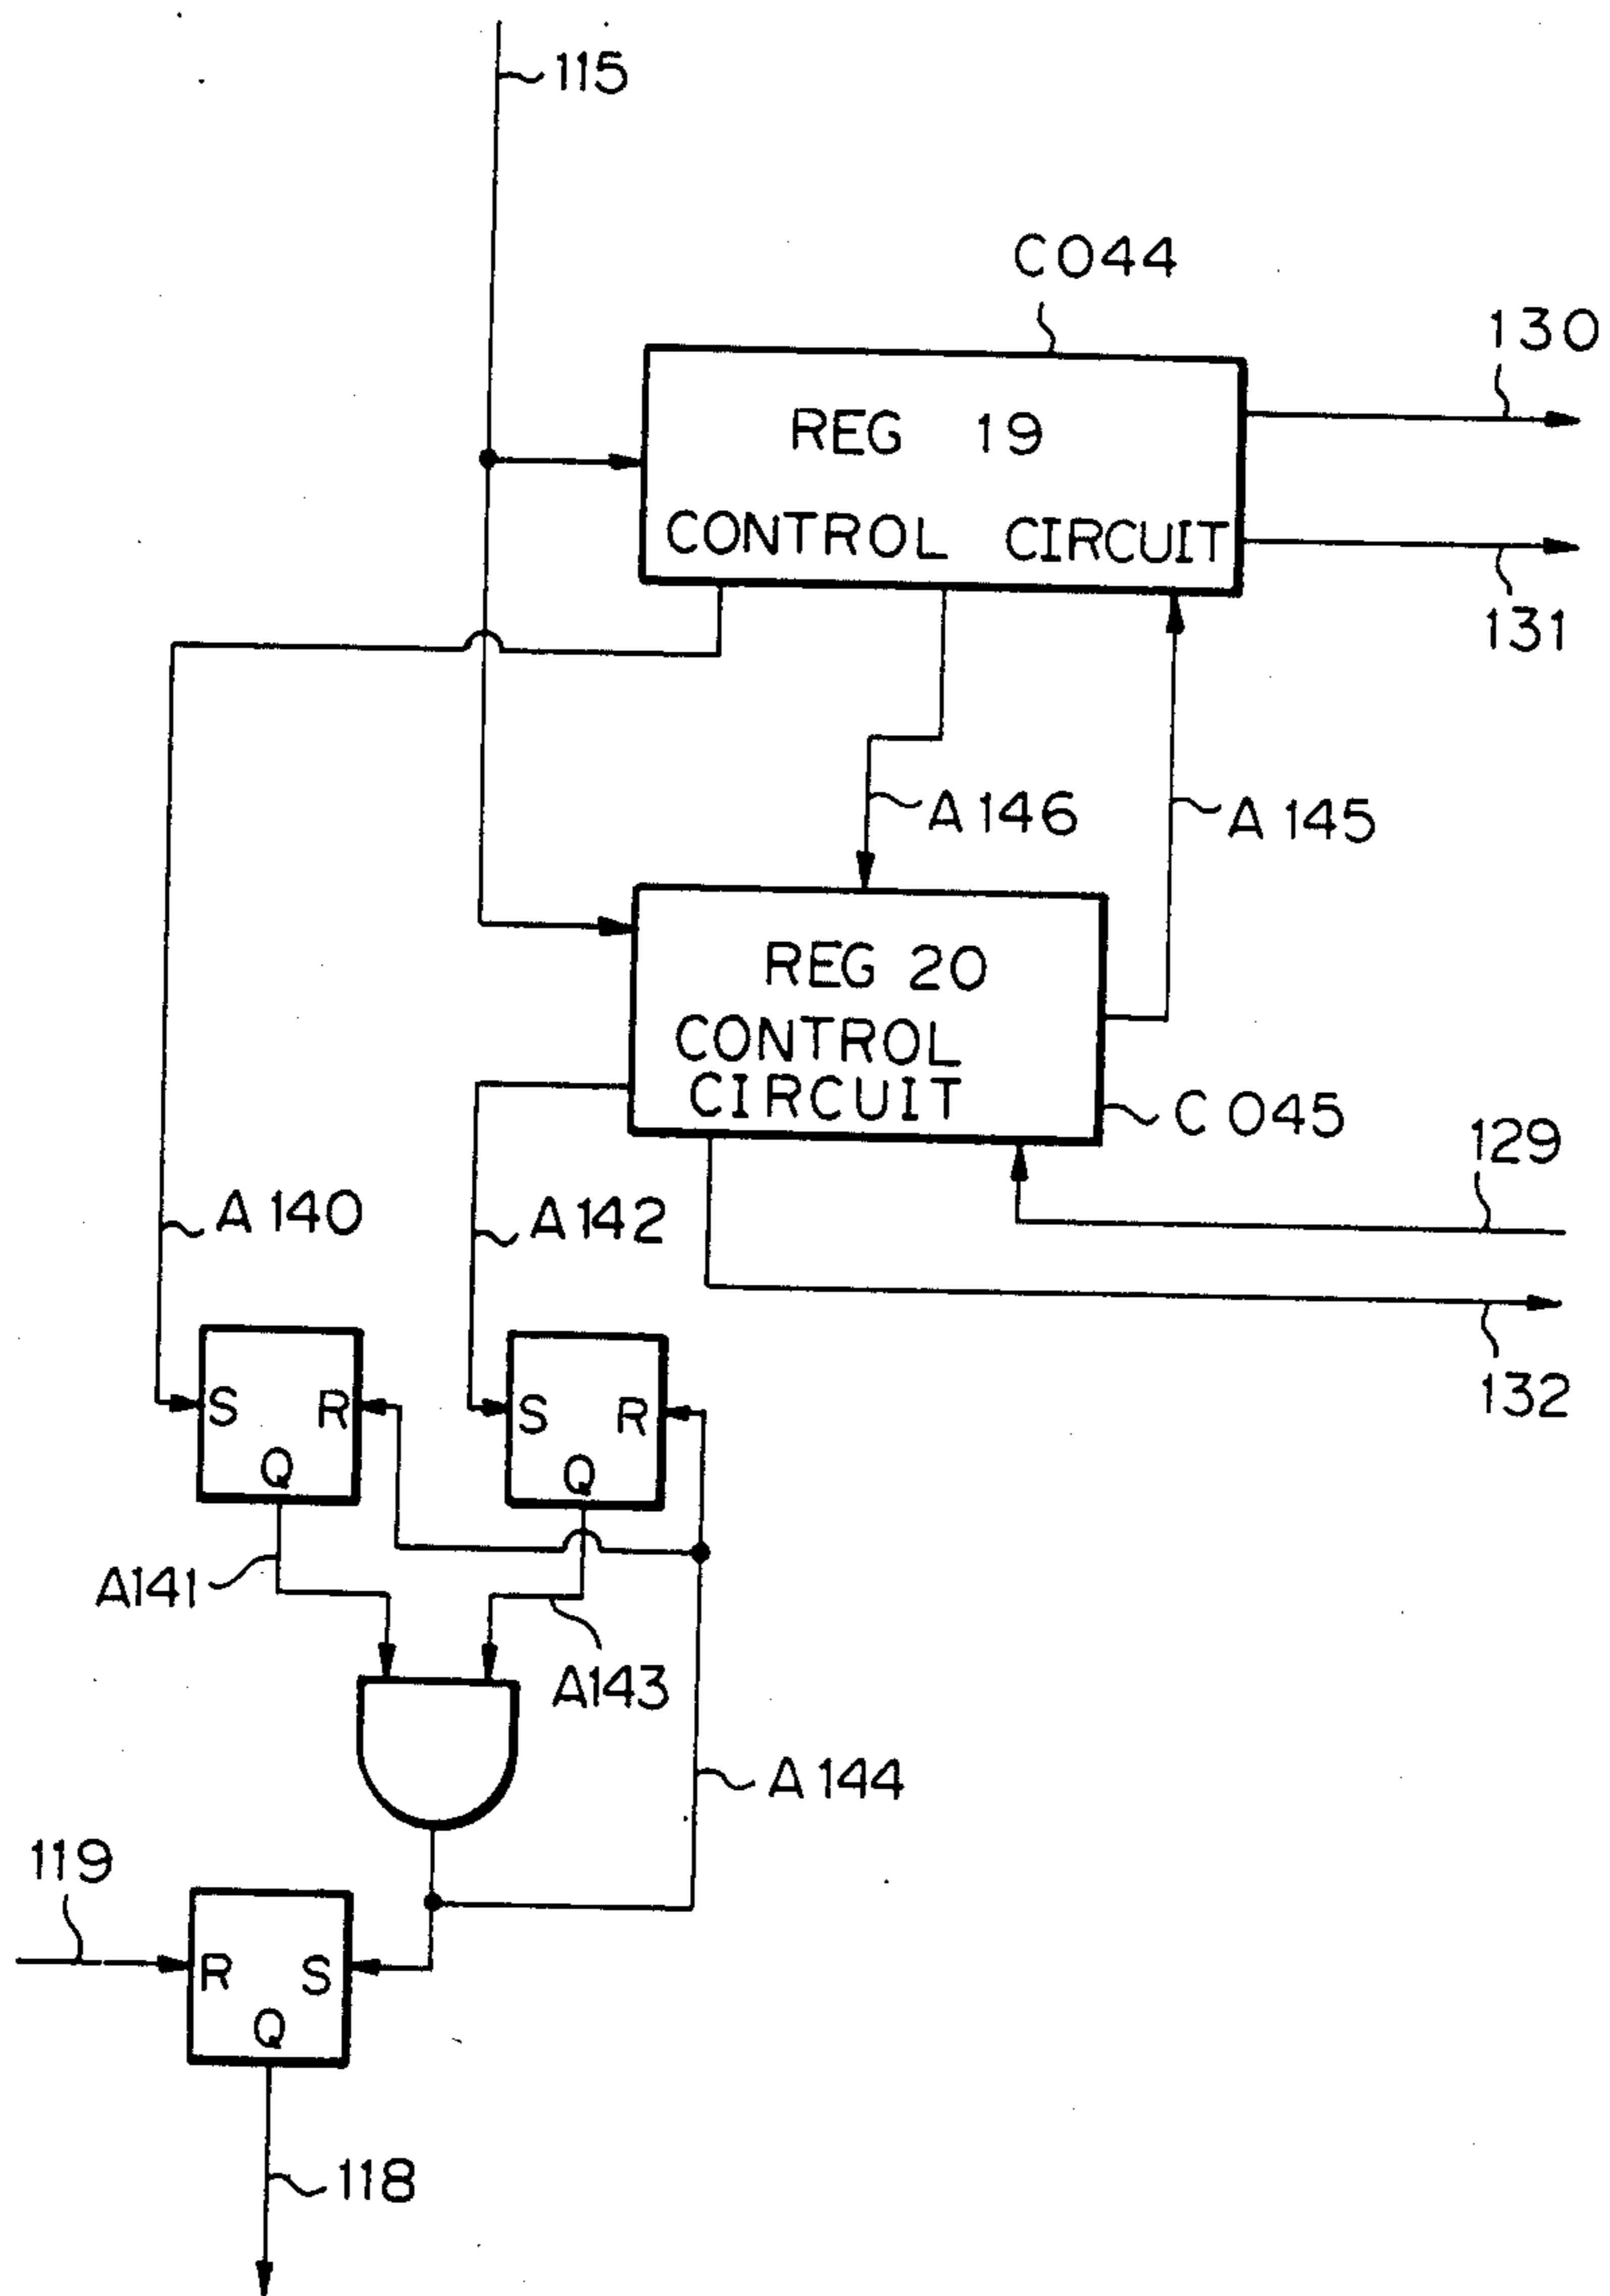 115
C044
130
REG 19
CONTROL CIRCUIT
131
A146
A145
REG 20
CONTROL
CIRCUIT
C045
129
A140
A142
132
S R
Q
S R
Q
A141
A143
A144
119
R S
Q
118